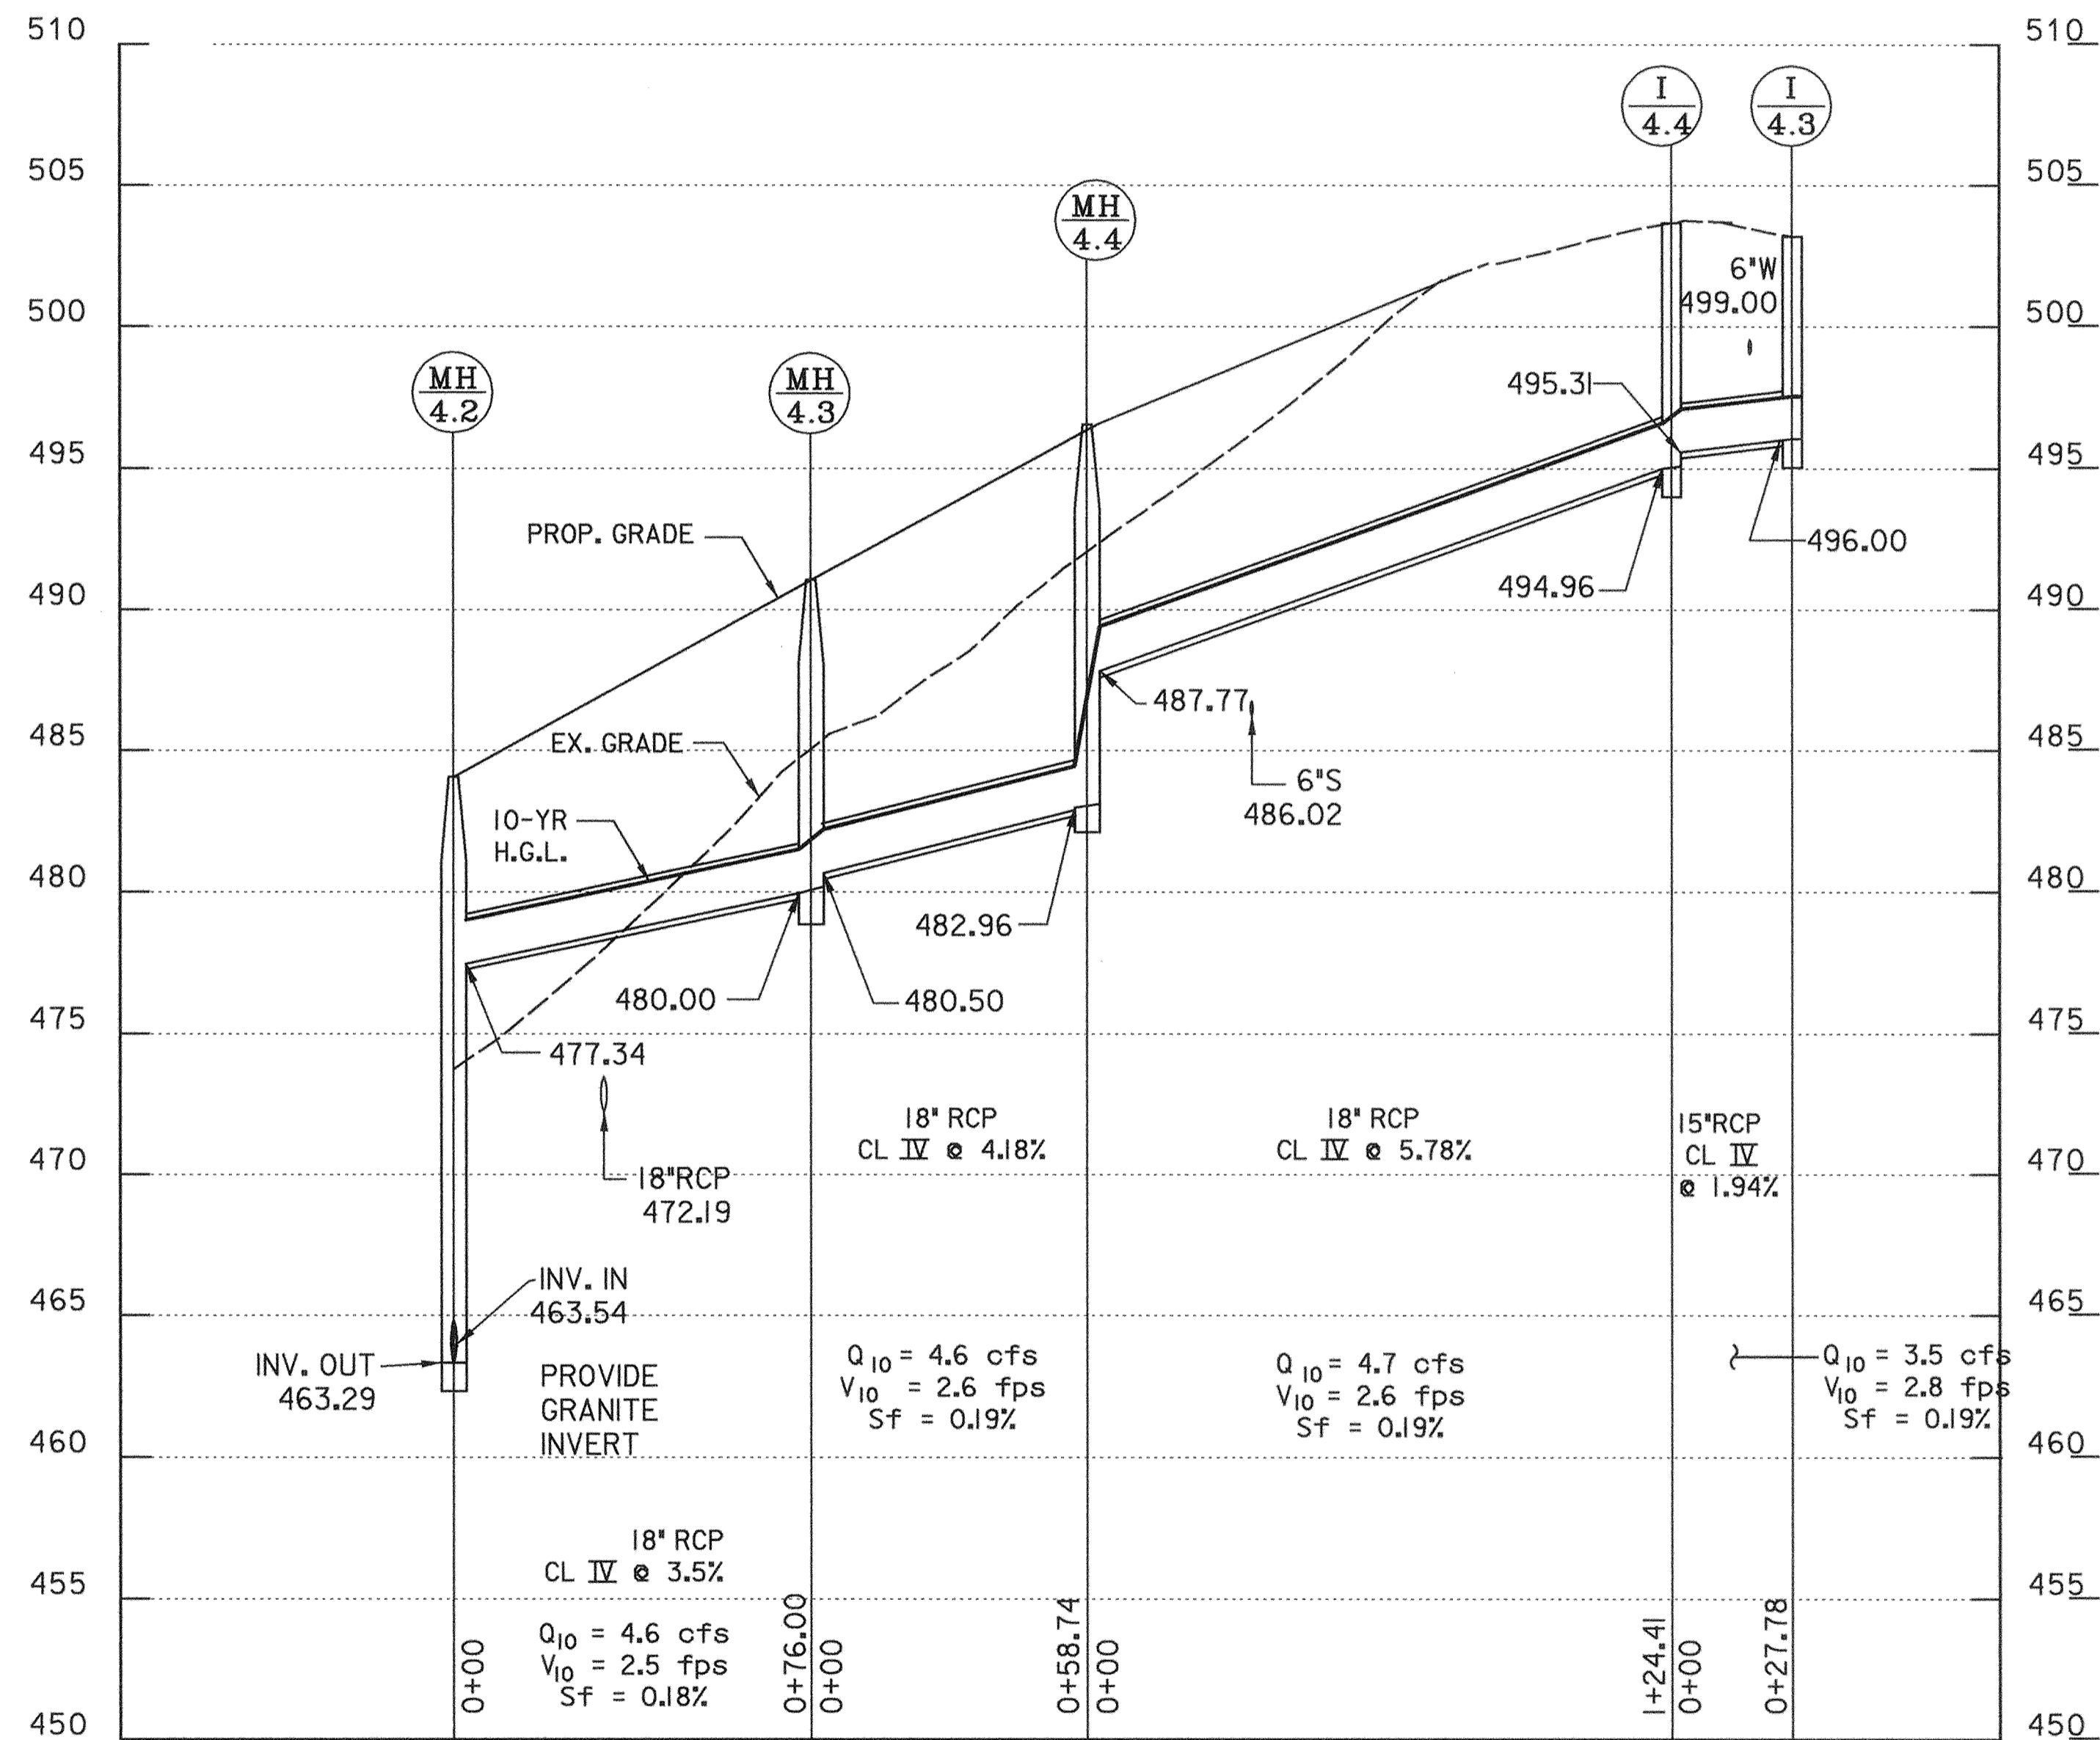 510
510
I
4.4
I
4.3
505
505
MH
4.4
6"W
499.00
500
500
MH
4.2
MH
4.3
495.31
495
495
PROP. GRADE
496.00
494.96
490
490
487.77
485
EX. GRADE
485
6"S
486.02
10-YR
H.G.L.
480
480
482.96
480.00
480.50
475
475
477.34
18" RCP
CL IV @ 4.18%
18" RCP
CL IV @ 5.78%
15"RCP
CL IV
@ 1.94%
470
470
18"RCP
472.19
INV. IN
463.54
465
465
INV. OUT
463.29
PROVIDE
GRANITE
INVERT
Q10 = 4.6 cfs
V10 = 2.6 fps
Sf = 0.19%
Q10 = 4.7 cfs
V10 = 2.6 fps
Sf = 0.19%
Q10 = 3.5 cfs
V10 = 2.8 fps
Sf = 0.19%
460
460
18" RCP
CL IV @ 3.5%
455
455
Q10 = 4.6 cfs
V10 = 2.5 fps
Sf = 0.18%
0+00
0+76.00
0+00
0+58.74
0+00
1+24.41
0+00
0+27.78
450
450